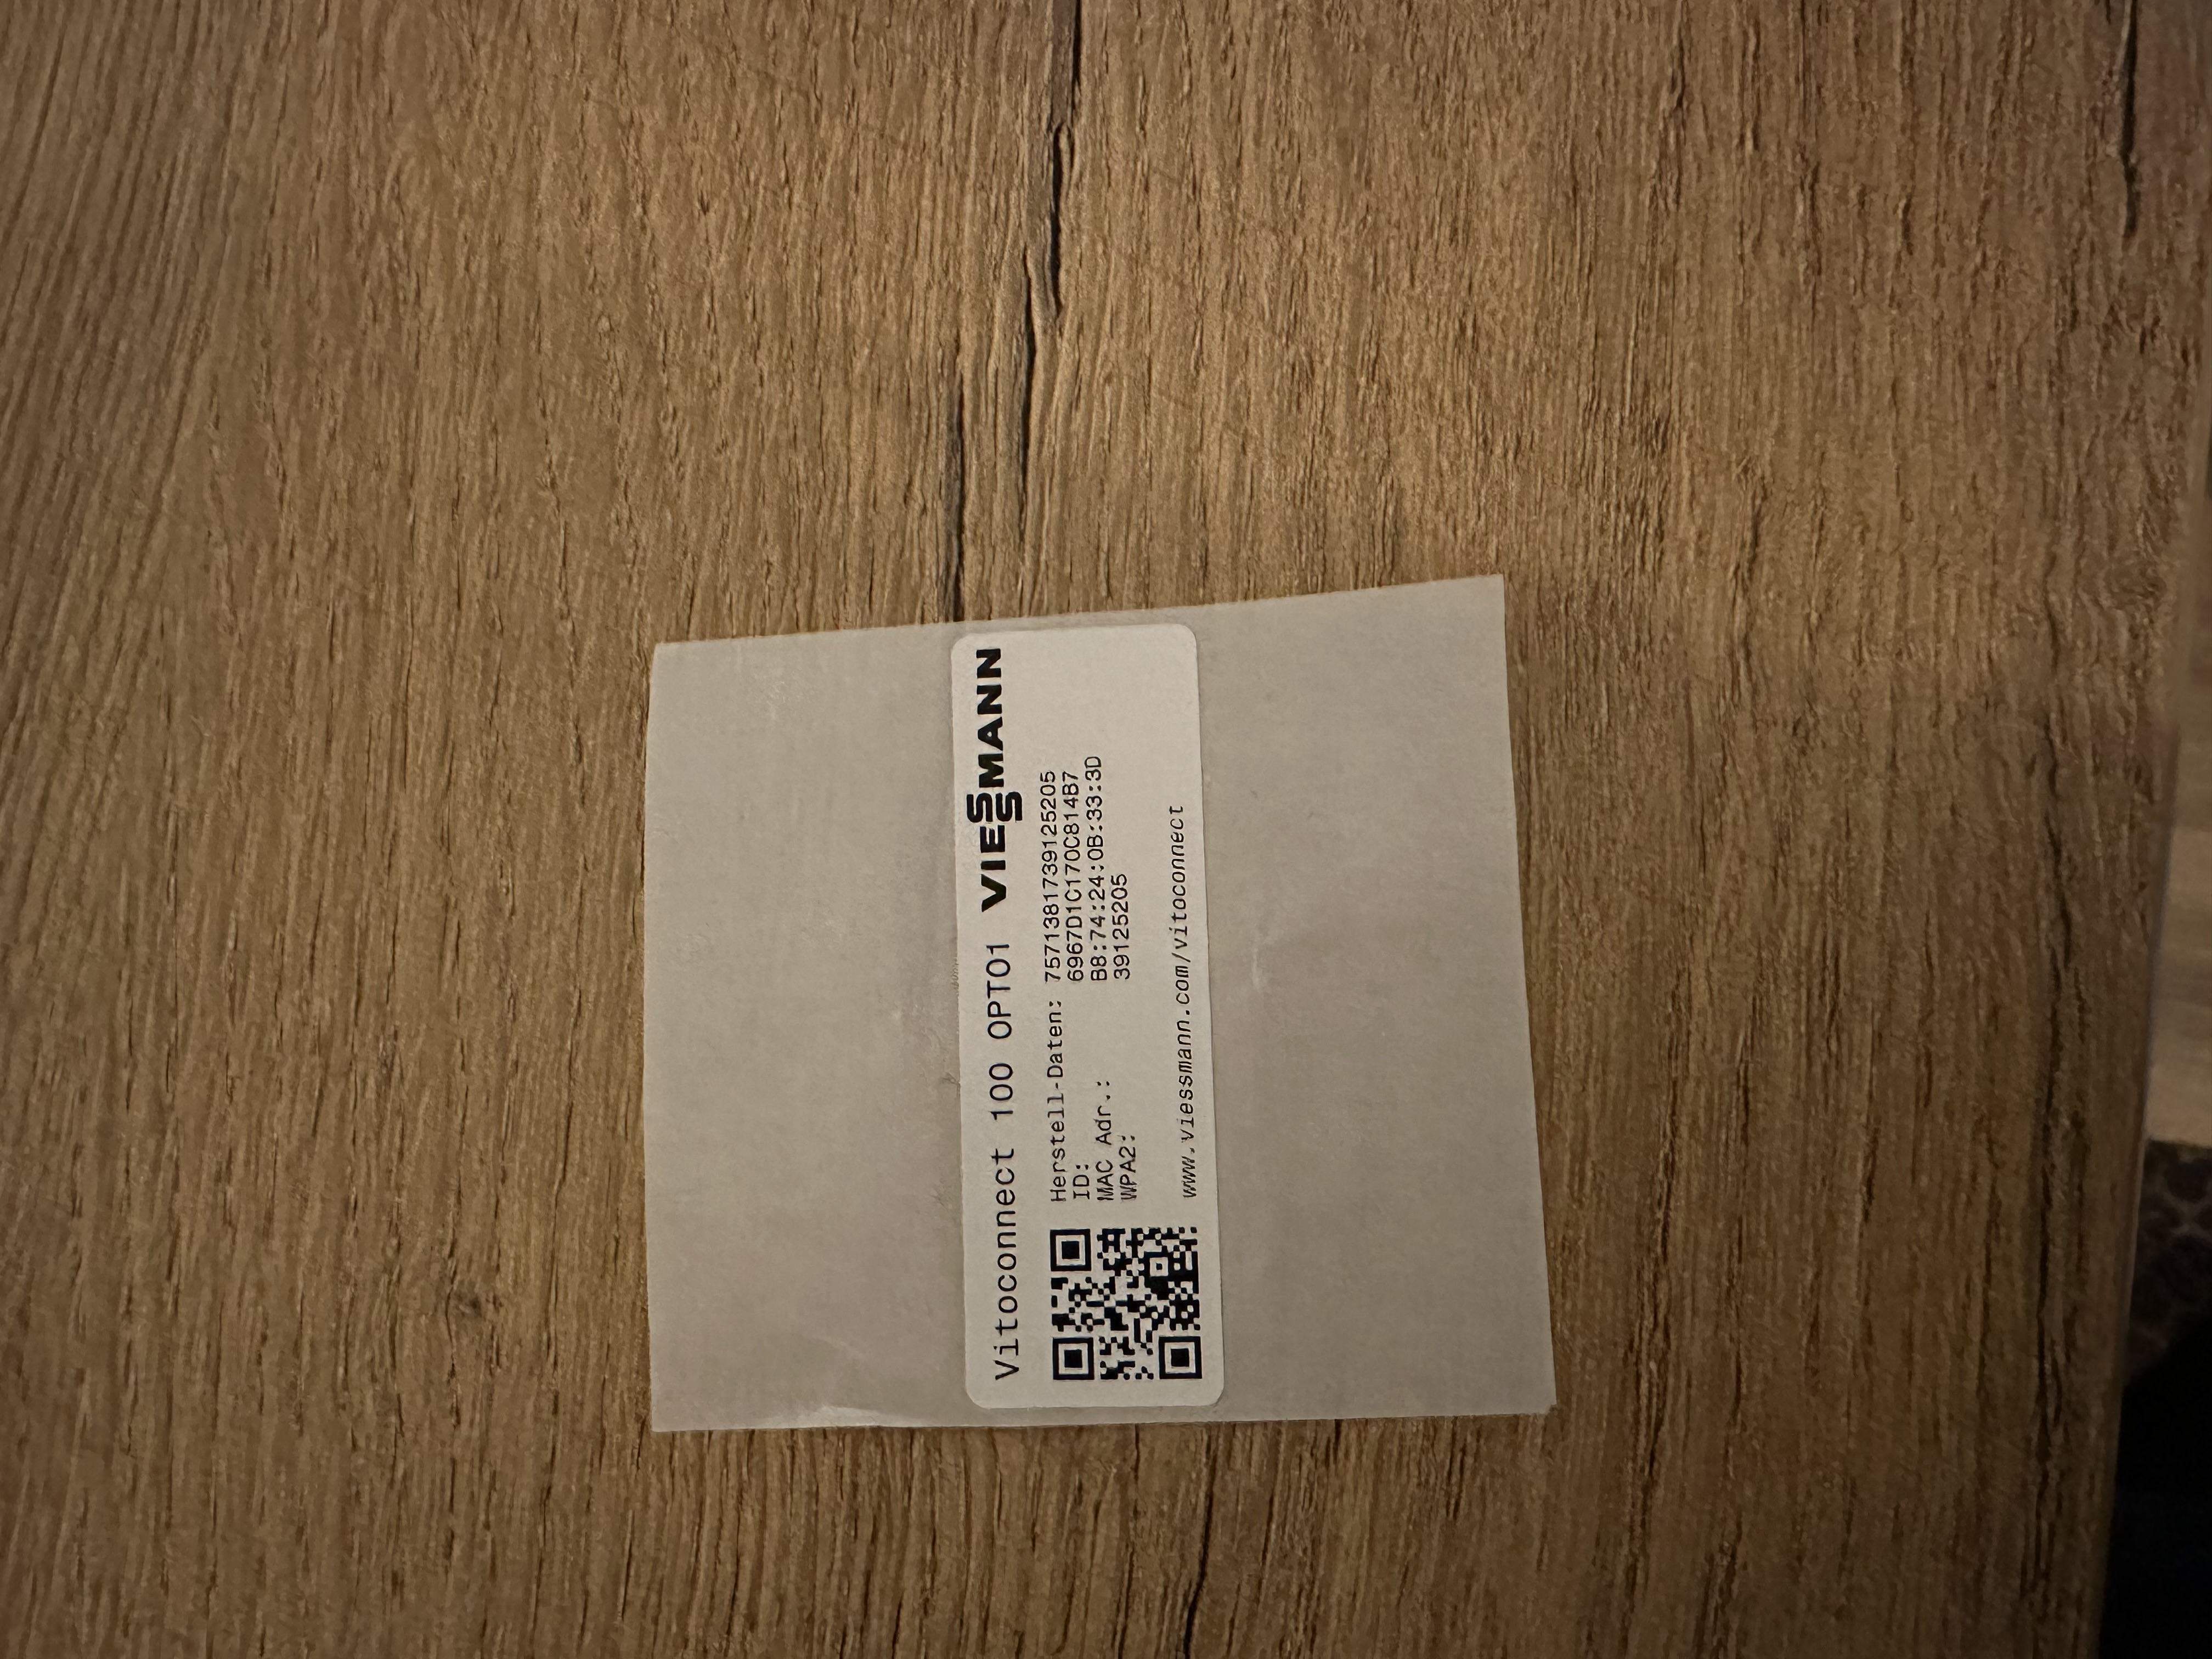 Vitoconnect 100 OPTO1 VIESSMANN
Herstell-Daten: 7571381739125205
ID: 6967D1C170C814B7
MAC Adr.: B8:74:24:0B:33:3D
WPA2: 39125205
www.viessmann.com/vitoconnect